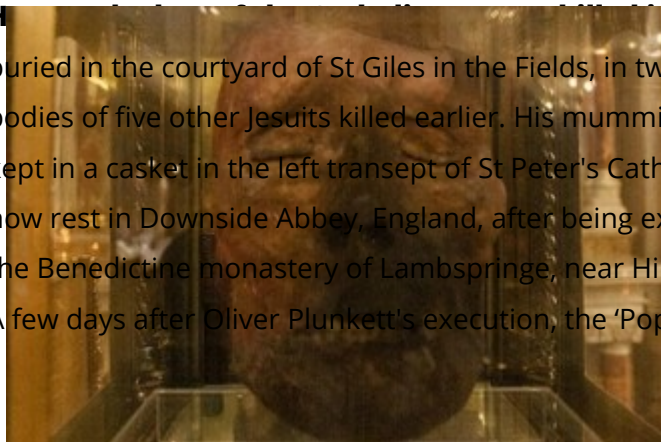 buried in the courtyard of St Giles in the Fields, in tw
bodies of five other Jesuits killed earlier. His mummi
kept in a casket in the left transept of St Peter's Cath
now rest in Downside Abbey, England, after being ex
the Benedictine monastery of Lambspringe, near Hi
A few days after Oliver Plunkett's execution, the ‘Pop